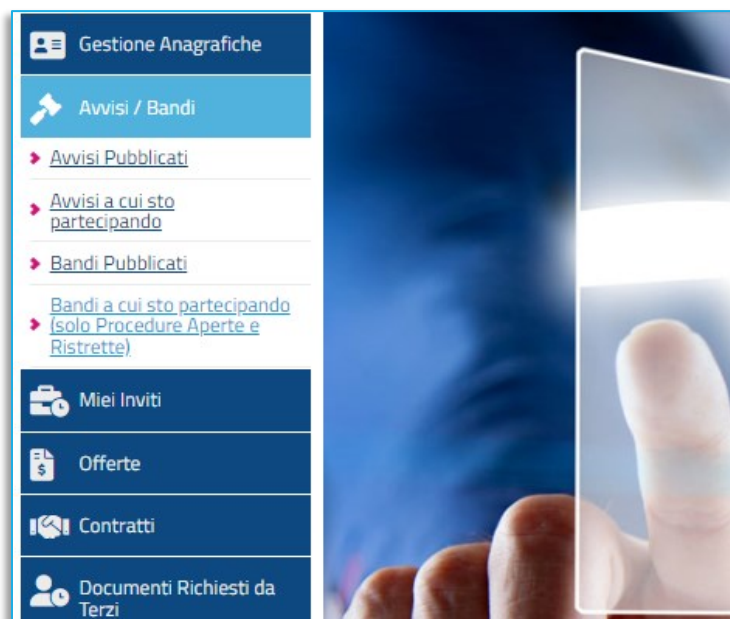 Gestione Anagrafiche
Avvisi / Bandi
Avvisi Pubblicati
Avvisi a cui sto
partecipando
Bandi Pubblicati
Bandi a cui sto partecipando
(solo Procedure Aperte e
Ristrette)
Miei Inviti
Offerte
Contratti
Documenti Richiesti da
Terzi